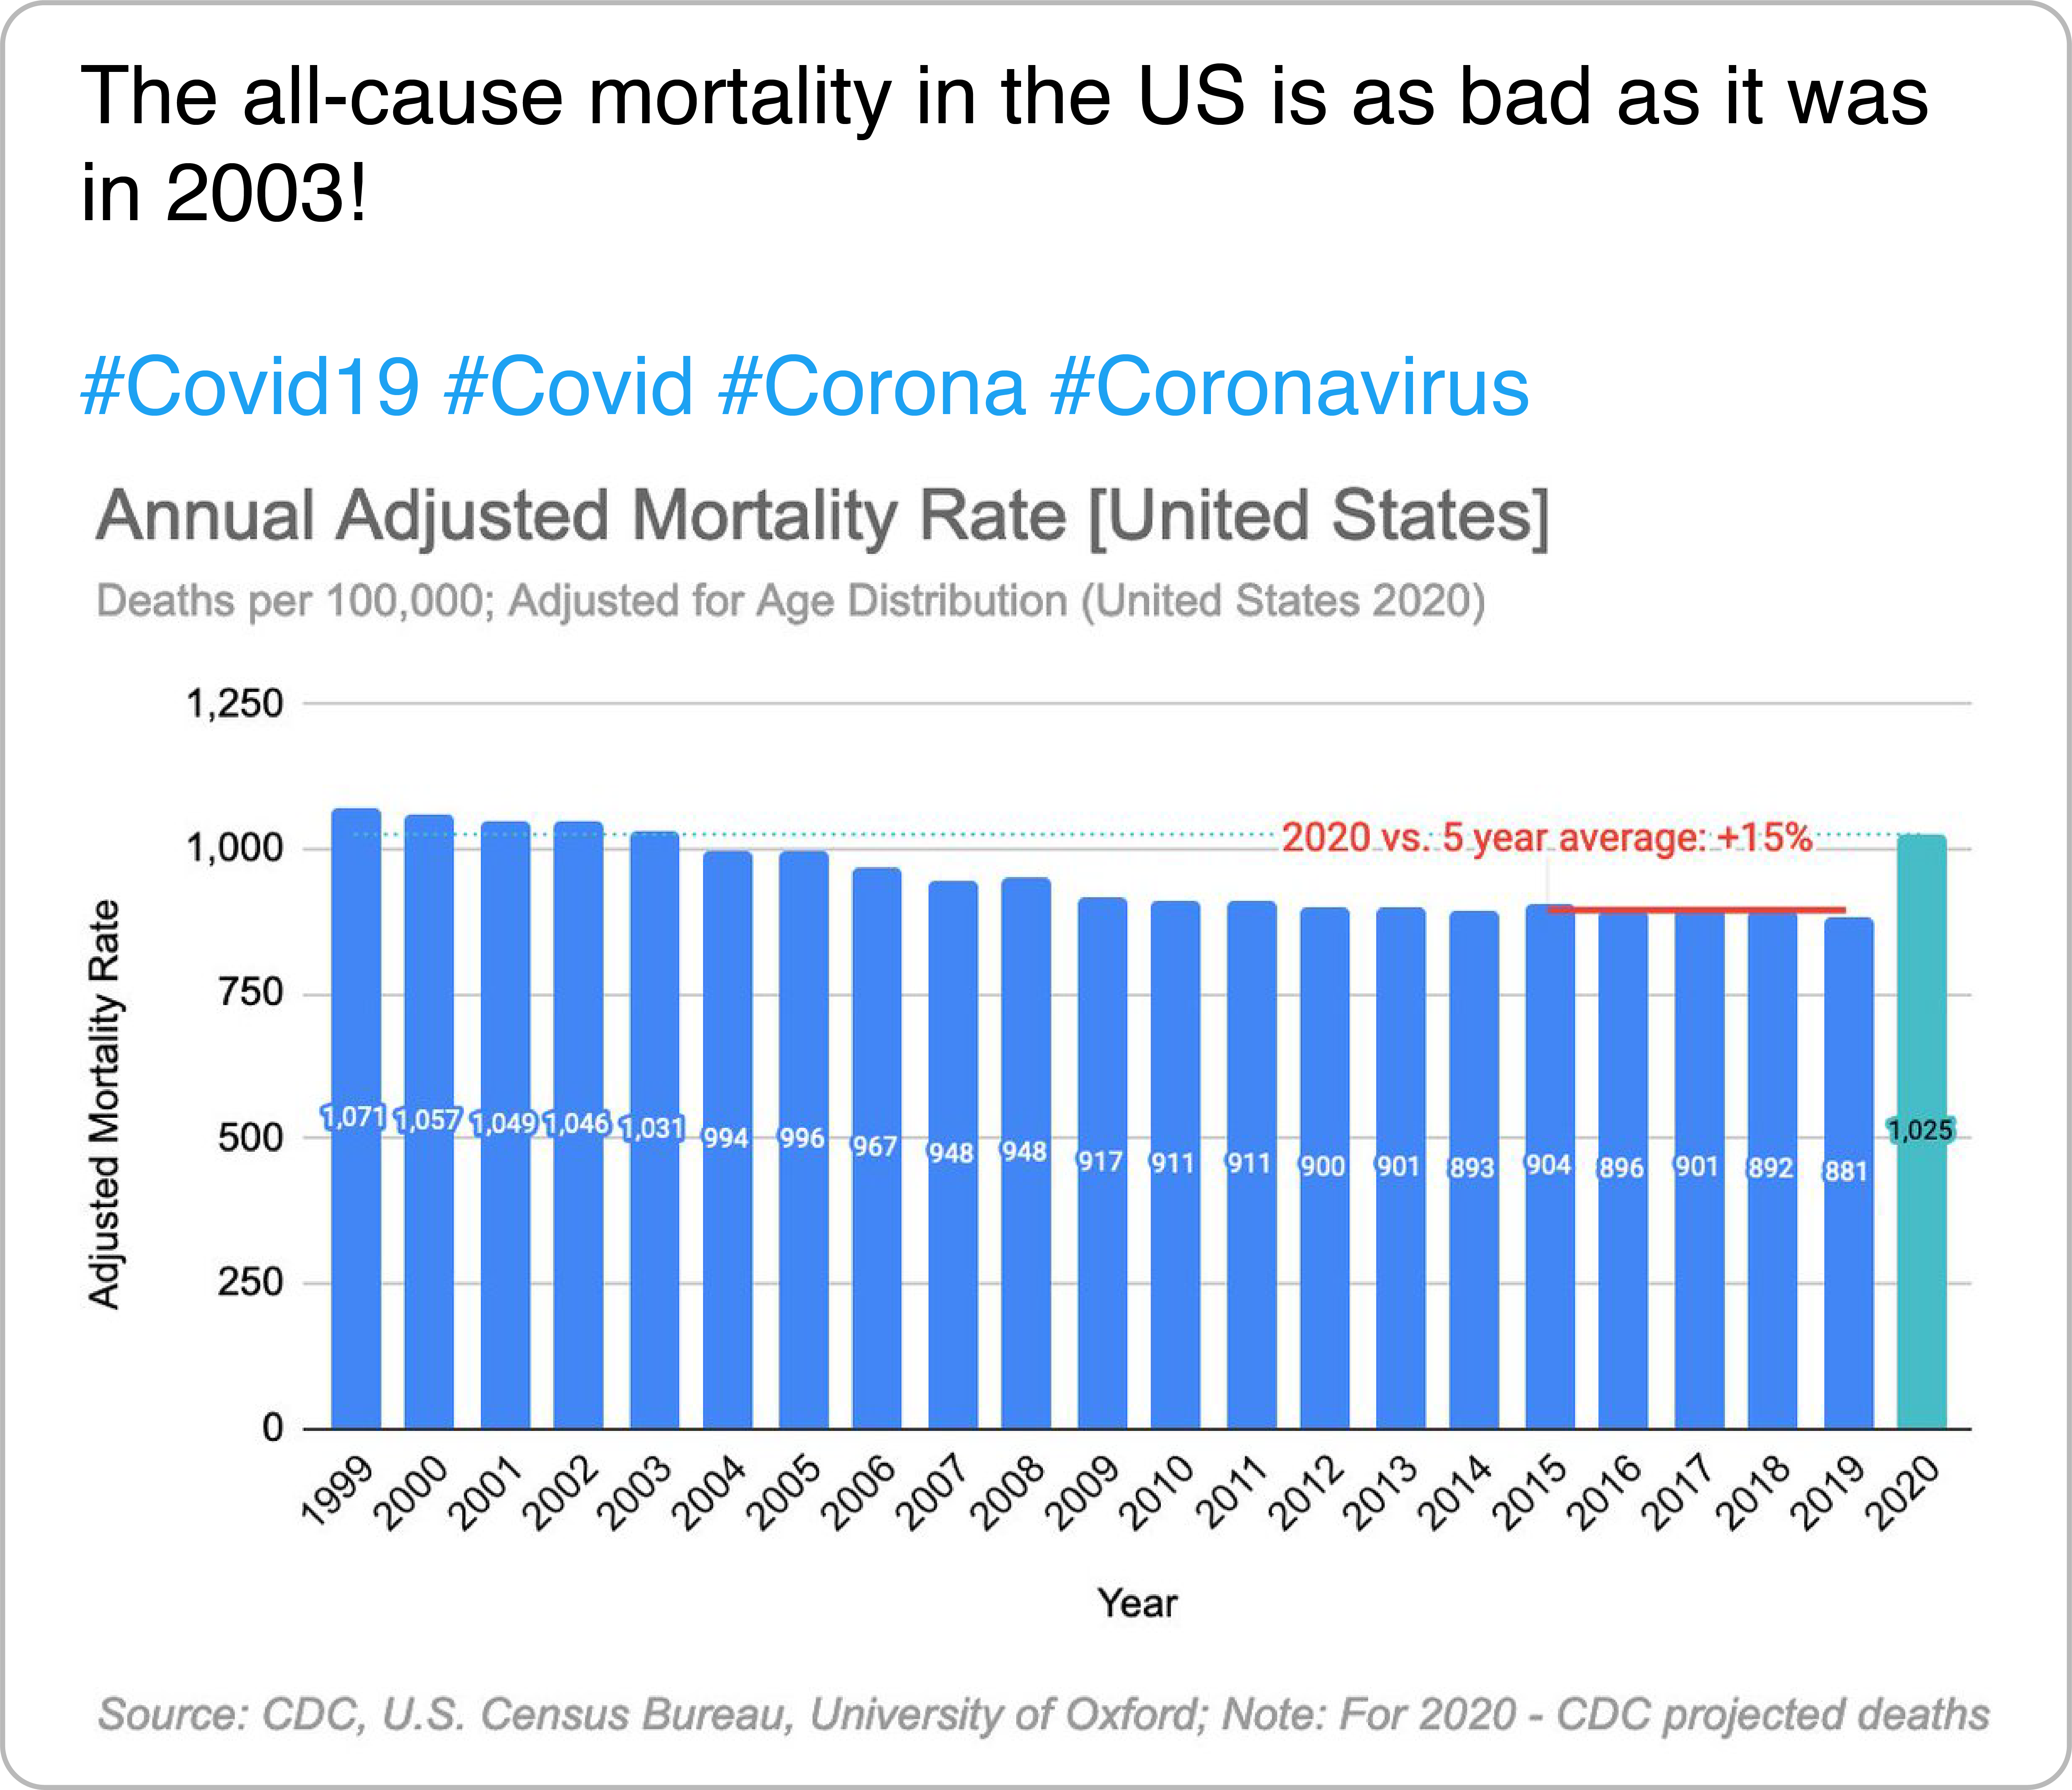 The all-cause mortality in the US is as bad as it was
in 2003!
#Covid19 #Covid #Corona #Coronavirus
Annual Adjusted Mortality Rate [United States]
Deaths per 100,000; Adjusted for Age Distribution (United States 2020)
Adjusted Mortality Rate
1,250
1,000
750
500
250
0
2020 vs. 5 year average: +15%
1,071 1,057 1,049 1,046 1,031 994 996 967 948 948 917 911 911 900 901 893 904 896 901 892 881 1,025
1999 2000 2001 2002 2003 2004 2005 2006 2007 2008 2009 2010 2011 2012 2013 2014 2015 2016 2017 2018 2019 2020
Year
Source: CDC, U.S. Census Bureau, University of Oxford; Note: For 2020 - CDC projected deaths